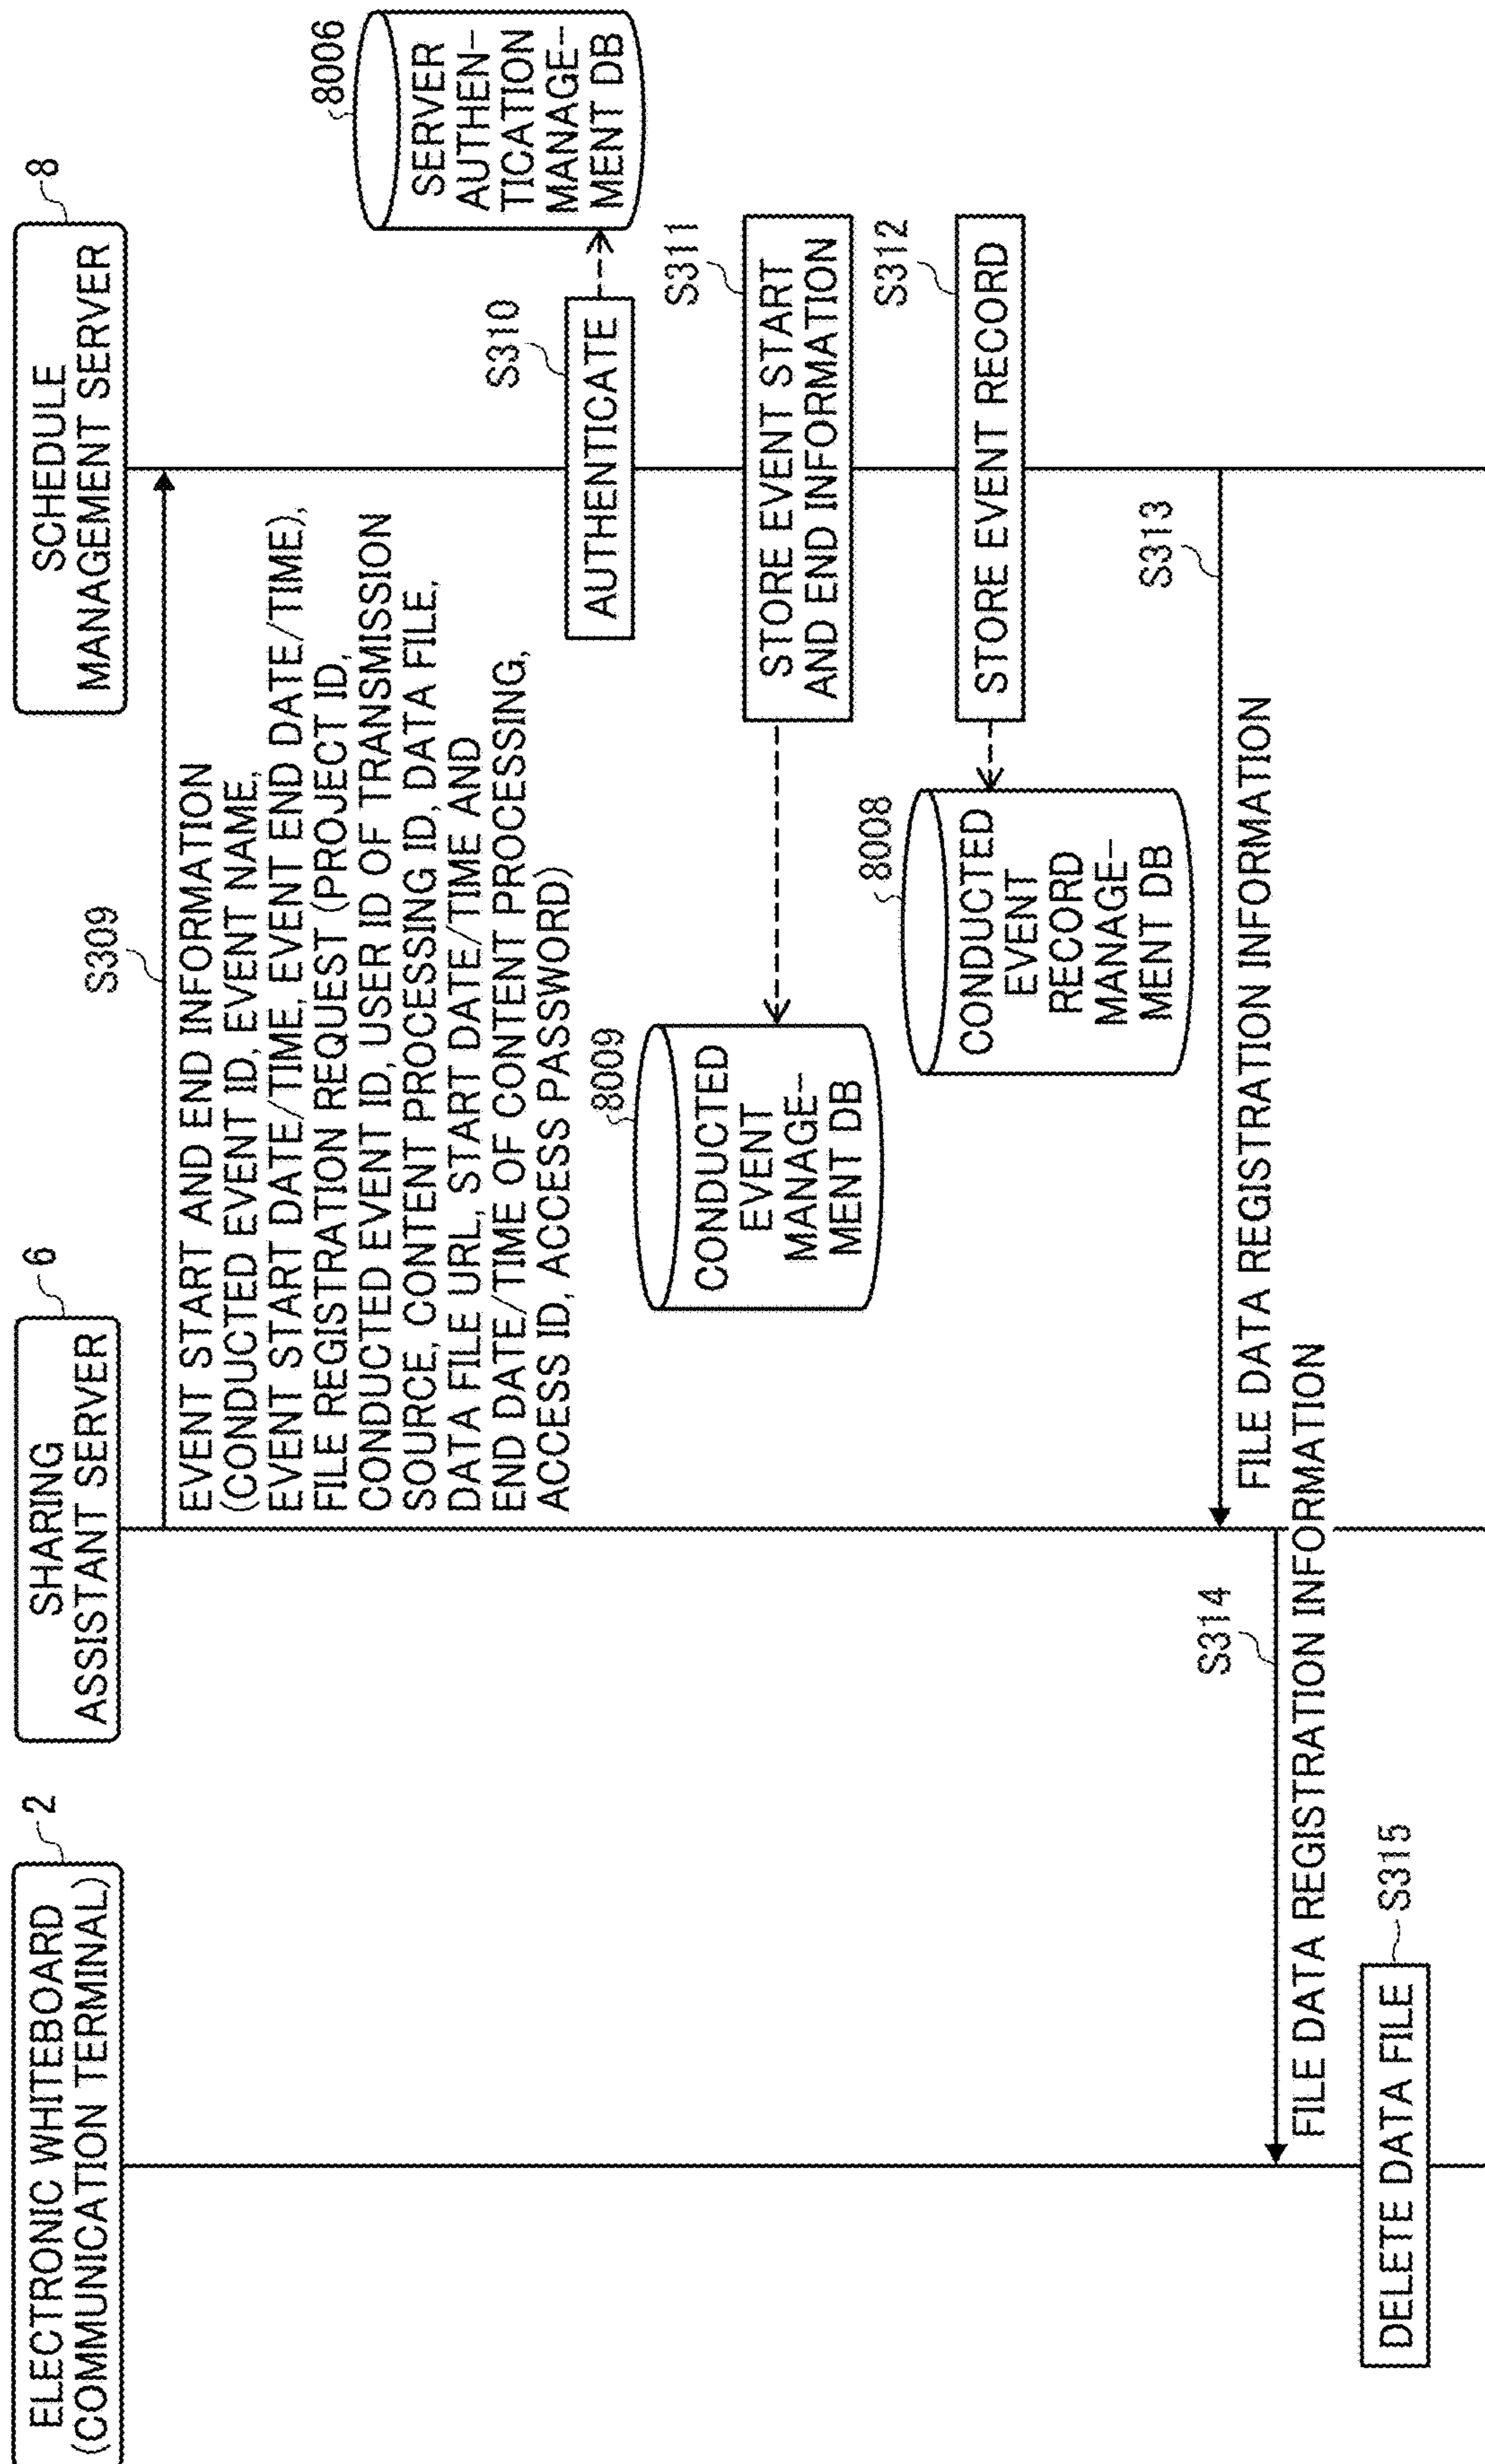 ELECTRONIC WHITEBOARD
(COMMUNICATION TERMINAL)
2
SHARING
ASSISTANT SERVER
6
SCHEDULE
MANAGEMENT SERVER
8
S309
EVENT START AND END INFORMATION
(CONDUCTED EVENT ID, EVENT NAME,
EVENT START DATE/TIME, EVENT END DATE/TIME),
FILE REGISTRATION REQUEST (PROJECT ID,
CONDUCTED EVENT ID, USER ID OF TRANSMISSION
SOURCE, CONTENT PROCESSING ID, DATA FILE,
DATA FILE URL, START DATE/TIME AND
END DATE/TIME OF CONTENT PROCESSING,
ACCESS ID, ACCESS PASSWORD)
S310
AUTHENTICATE
8006
SERVER
AUTHEN-
TICATION
MANAGE-
MENT DB
S311
STORE EVENT START
AND END INFORMATION
8009
CONDUCTED
EVENT
MANAGE-
MENT DB
S312
STORE EVENT RECORD
8008
CONDUCTED
EVENT
RECORD
MANAGE-
MENT DB
S313
FILE DATA REGISTRATION INFORMATION
S314
FILE DATA REGISTRATION INFORMATION
S315
DELETE DATA FILE